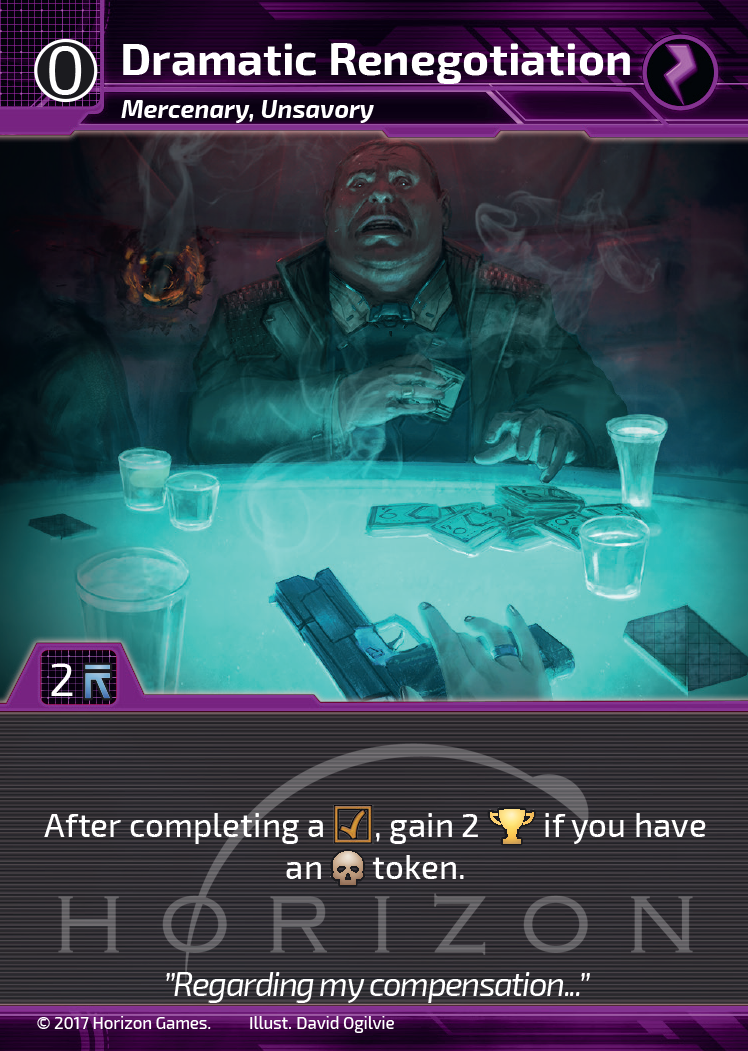 0
Dramatic Renegotiation
Mercenary, Unsavory
2
After completing a , gain 2 if you have
an token.
HORIZON
"Regarding my compensation..."
© 2017 Horizon Games. Illust. David Ogilvie